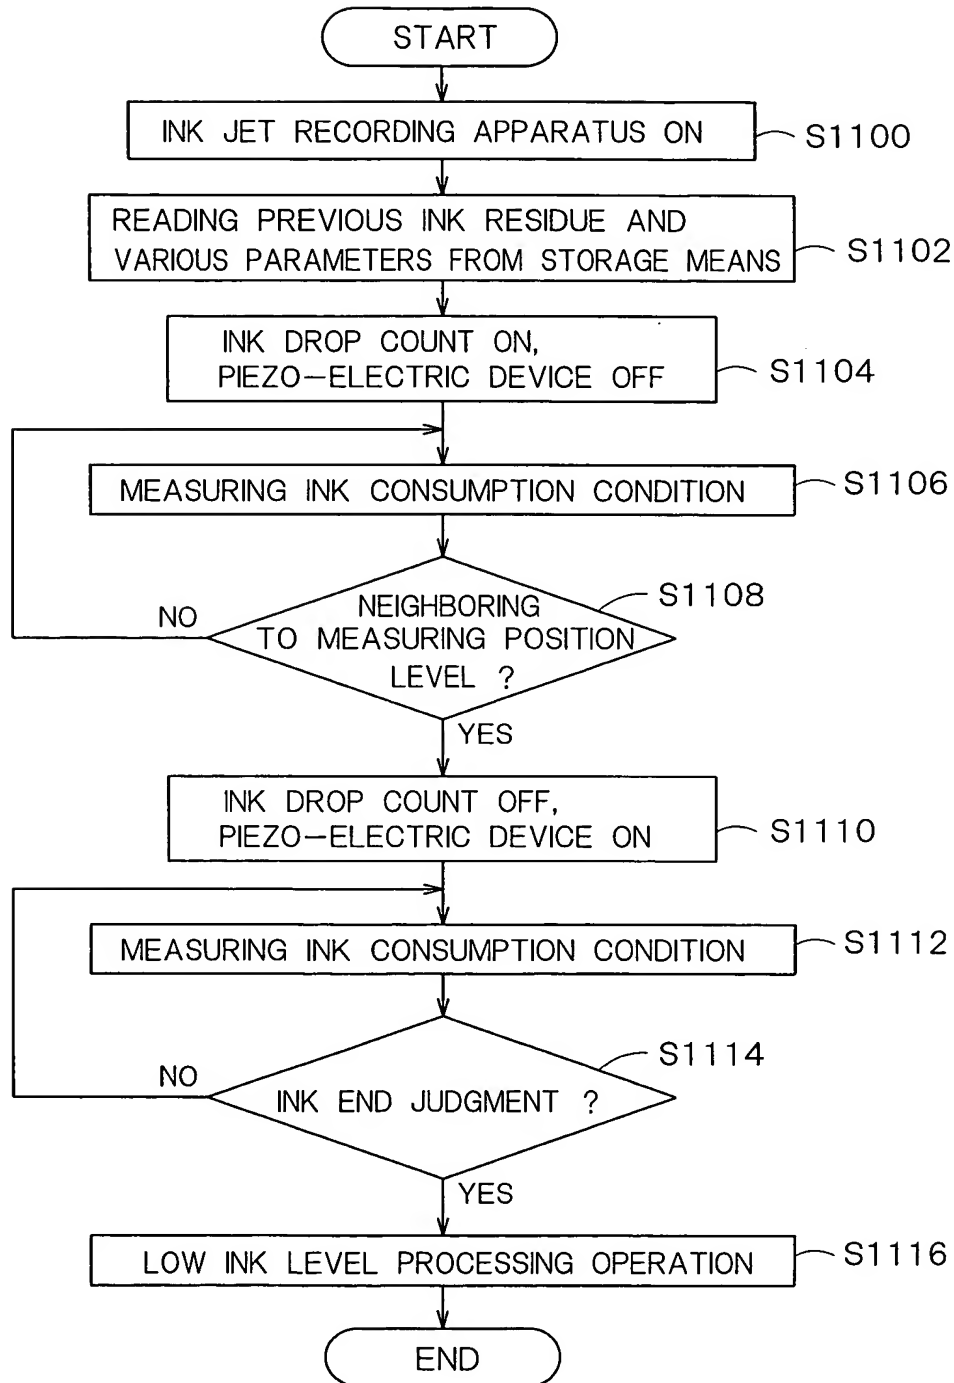 START
INK JET RECORDING APPARATUS ON
S1100
READING PREVIOUS INK RESIDUE AND
VARIOUS PARAMETERS FROM STORAGE MEANS
S1102
INK DROP COUNT ON,
PIEZO-ELECTRIC DEVICE OFF
S1104
MEASURING INK CONSUMPTION CONDITION
S1106
NEIGHBORING
TO MEASURING POSITION
LEVEL ?
S1108
NO
YES
INK DROP COUNT OFF,
PIEZO-ELECTRIC DEVICE ON
S1110
MEASURING INK CONSUMPTION CONDITION
S1112
INK END JUDGMENT ?
S1114
NO
YES
LOW INK LEVEL PROCESSING OPERATION
S1116
END